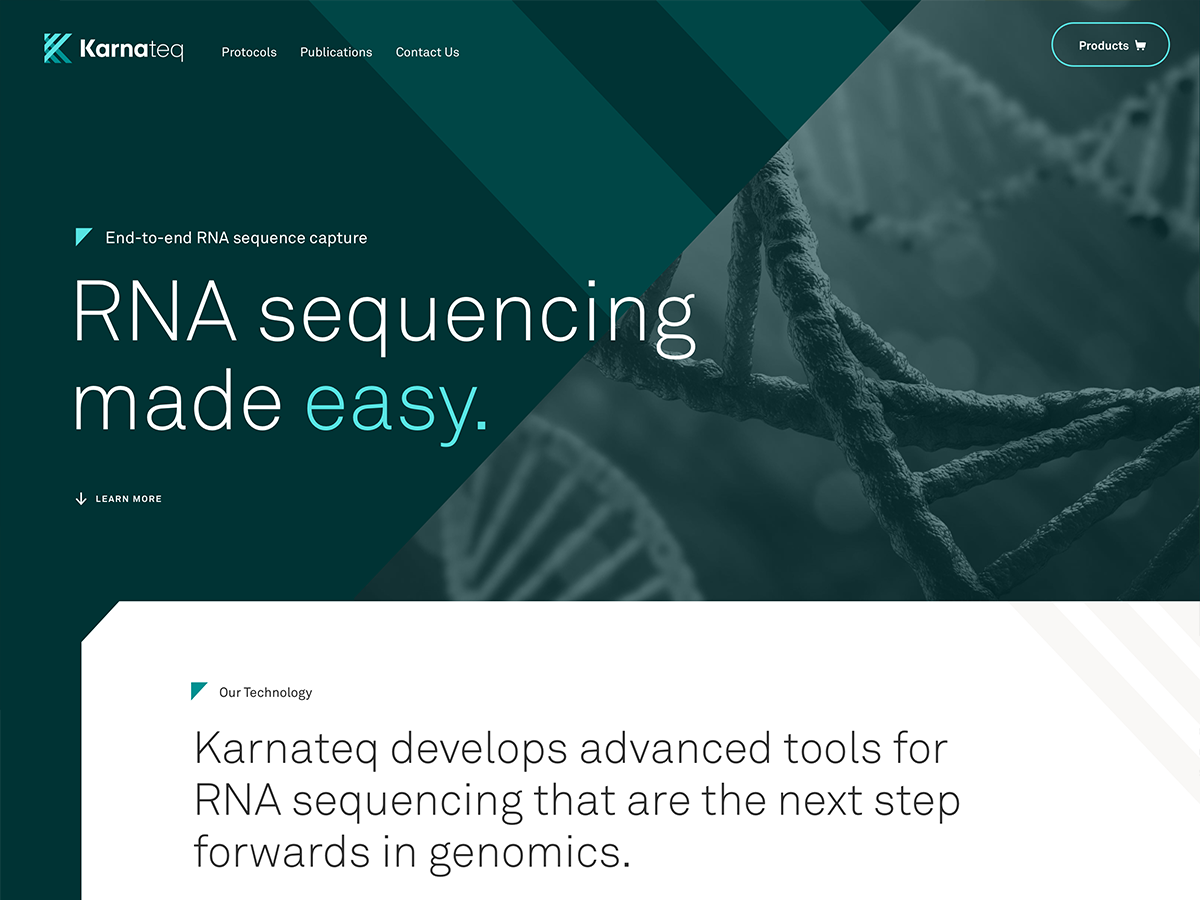 Karnateq
Protocols
Publications
Contact Us
Products
End-to-end RNA sequence capture
RNA sequencing
made easy.
LEARN MORE
Our Technology
Karnateq develops advanced tools for
RNA sequencing that are the next step
forwards in genomics.